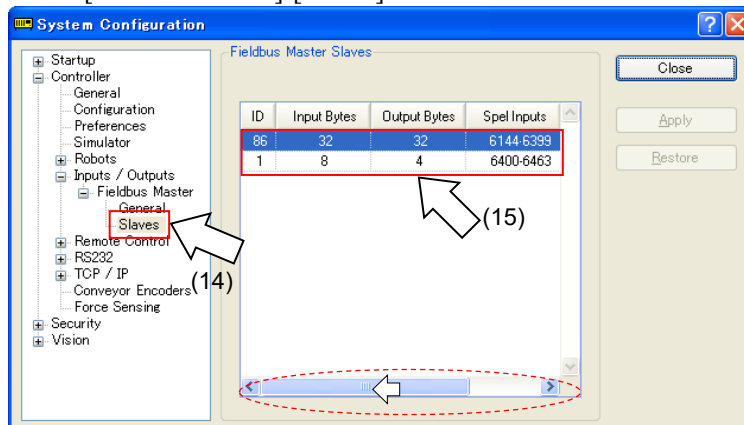 System Configuration
Startup
Controller
General
Configuration
Preferences
Simulator
Robots
Inputs / Outputs
Fieldbus Master
General
Slaves
Remote Control
RS232
TCP / IP
Conveyor Encoders
Force Sensing
Security
Vision
(14)
Fieldbus Master Slaves
ID Input Bytes Output Bytes Spel Inputs
86 32 32 6144-6399
1 8 4 6400-6463
(15)
Close
Apply
Restore